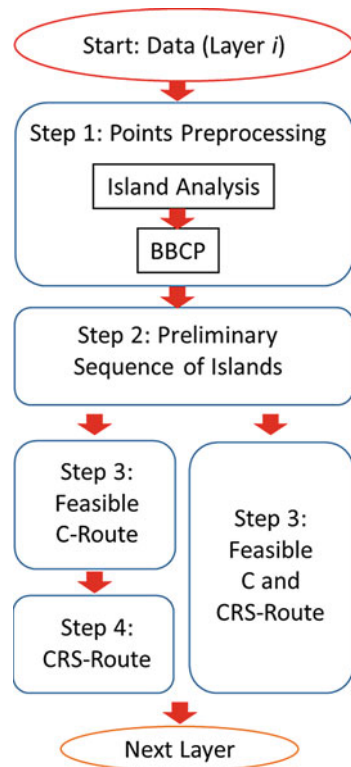 Start: Data (Layer i)
Step 1: Points Preprocessing
Island Analysis
BBCP
Step 2: Preliminary
Sequence of Islands
Step 3:
Feasible
C-Route
Step 4:
CRS-Route
Step 3:
Feasible
C and
CRS-Route
Next Layer